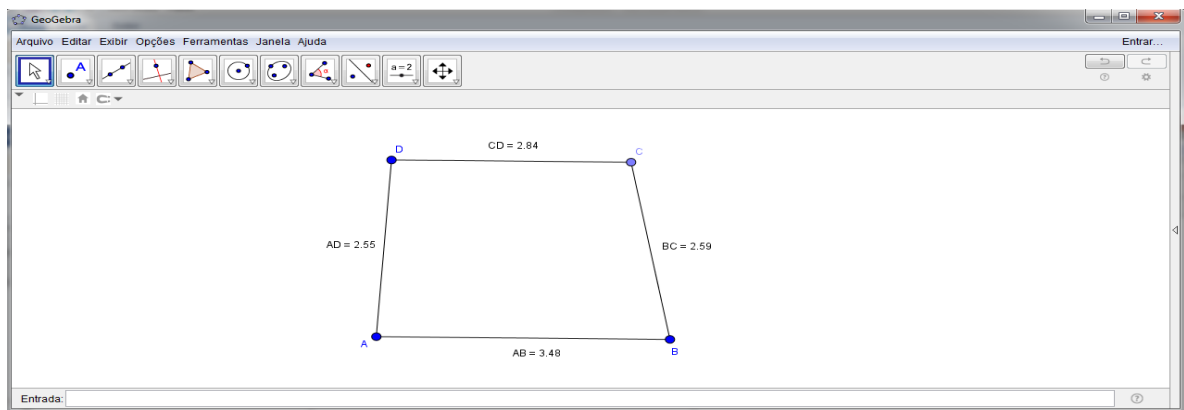 GeoGebra
Arquivo Editar Exibir Opções Ferramentas Janela Ajuda Entrar...
A a = 2
D CD = 2.84 C
AD = 2.55 BC = 2.59
A AB = 3.48 B
Entrada: